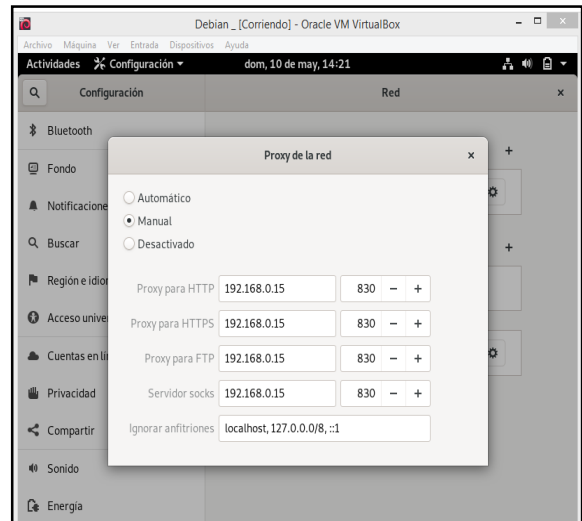 Debian _ [Corriendo] - Oracle VM VirtualBox
Archivo Máquina Ver Entrada Dispositivos Ayuda
Actividades Configuración dom, 10 de may, 14:21
Configuración Red
Bluetooth
Proxy de la red
Fondo
Automático
Notificacione
Manual
Buscar
Desactivado
Región e idior
Proxy para HTTP 192.168.0.15 830 − +
Acceso unive
Proxy para HTTPS 192.168.0.15 830 − +
Cuentas en lí
Proxy para FTP 192.168.0.15 830 − +
Privacidad
Servidor socks 192.168.0.15 830 − +
Compartir
Ignorar anfitriones localhost, 127.0.0.0/8, ::1
Sonido
Energía